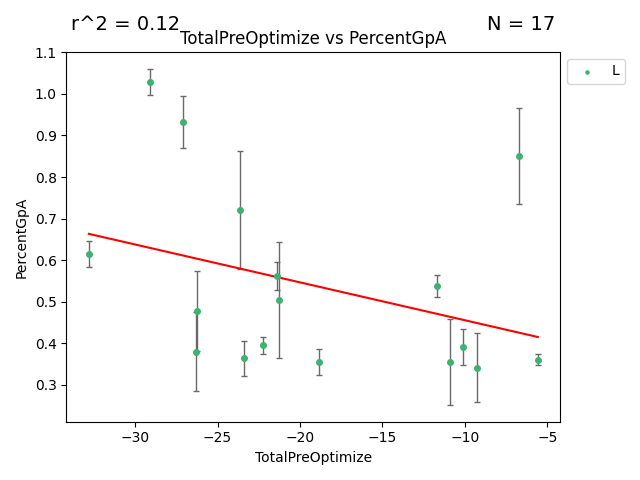 r^2 = 0.12
N = 17
TotalPreOptimize vs PercentGpA
L
1.1
1.0
0.9
0.8
0.7
0.6
0.5
0.4
0.3
PercentGpA
−30
−25
−20
−15
−10
−5
TotalPreOptimize